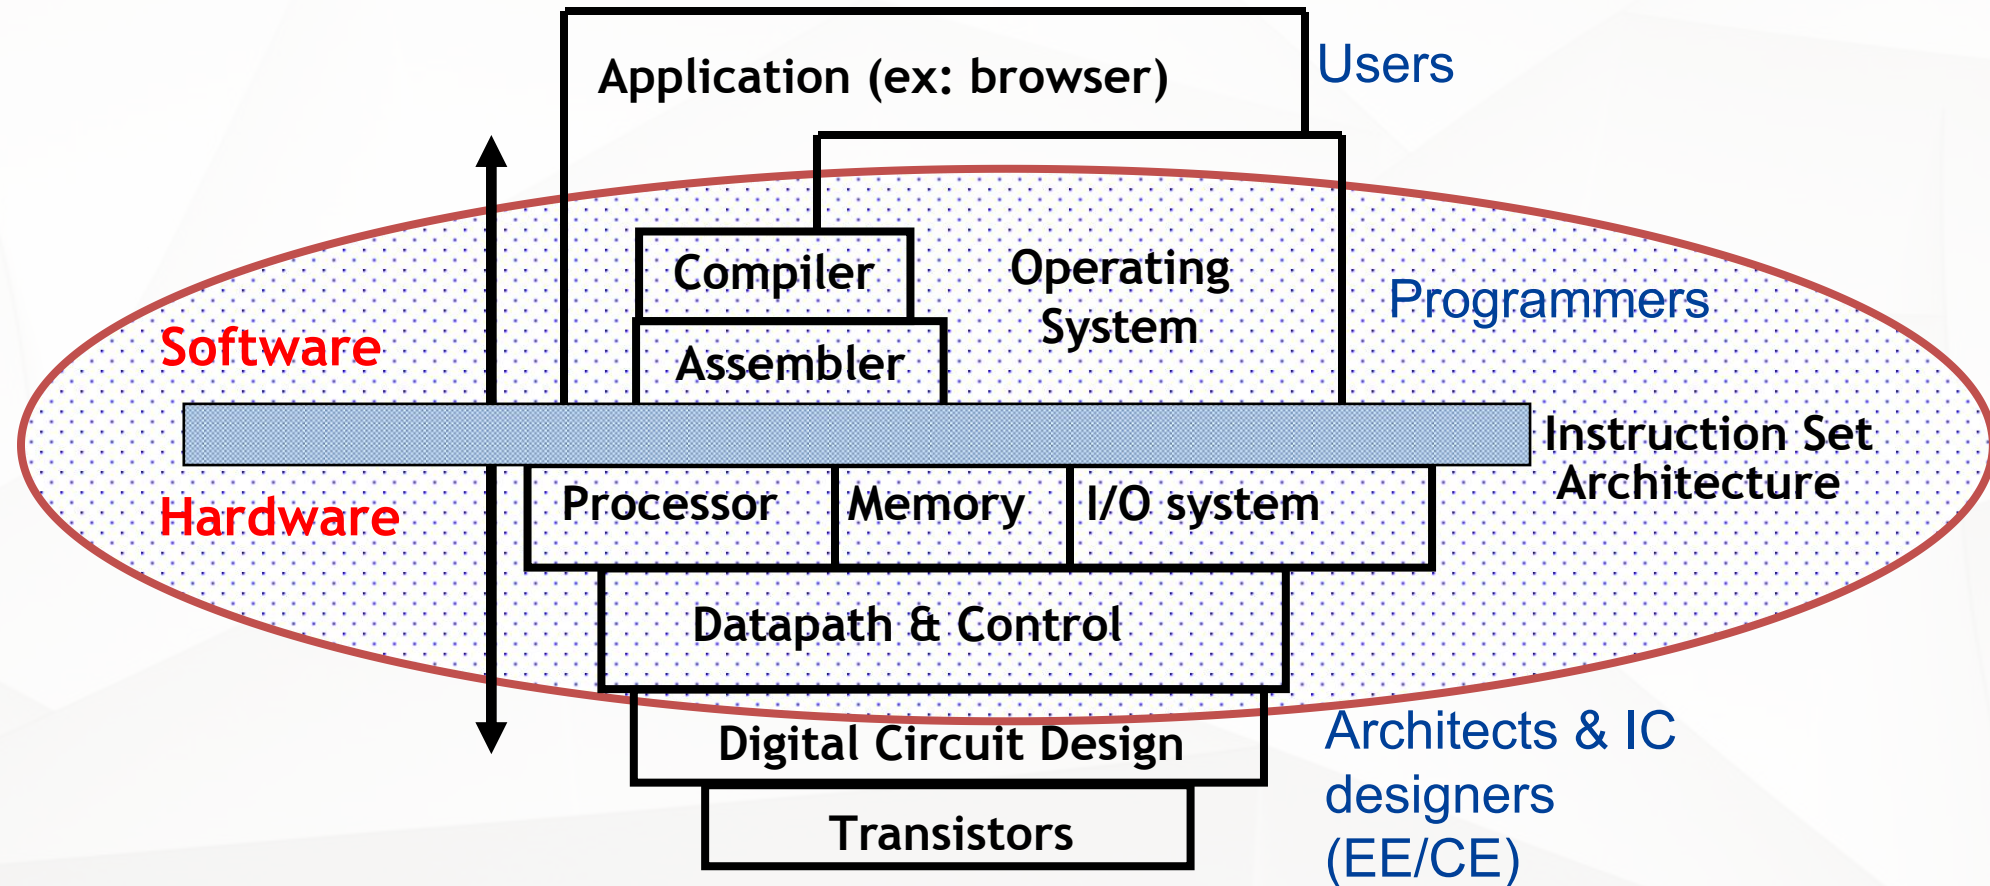 Application (ex: browser)
Users
Compiler
Operating
System
Programmers
Software
Assembler
Instruction Set
Architecture
Hardware
Processor
Memory
I/O system
Datapath & Control
Digital Circuit Design
Architects & IC
designers
(EE/CE)
Transistors